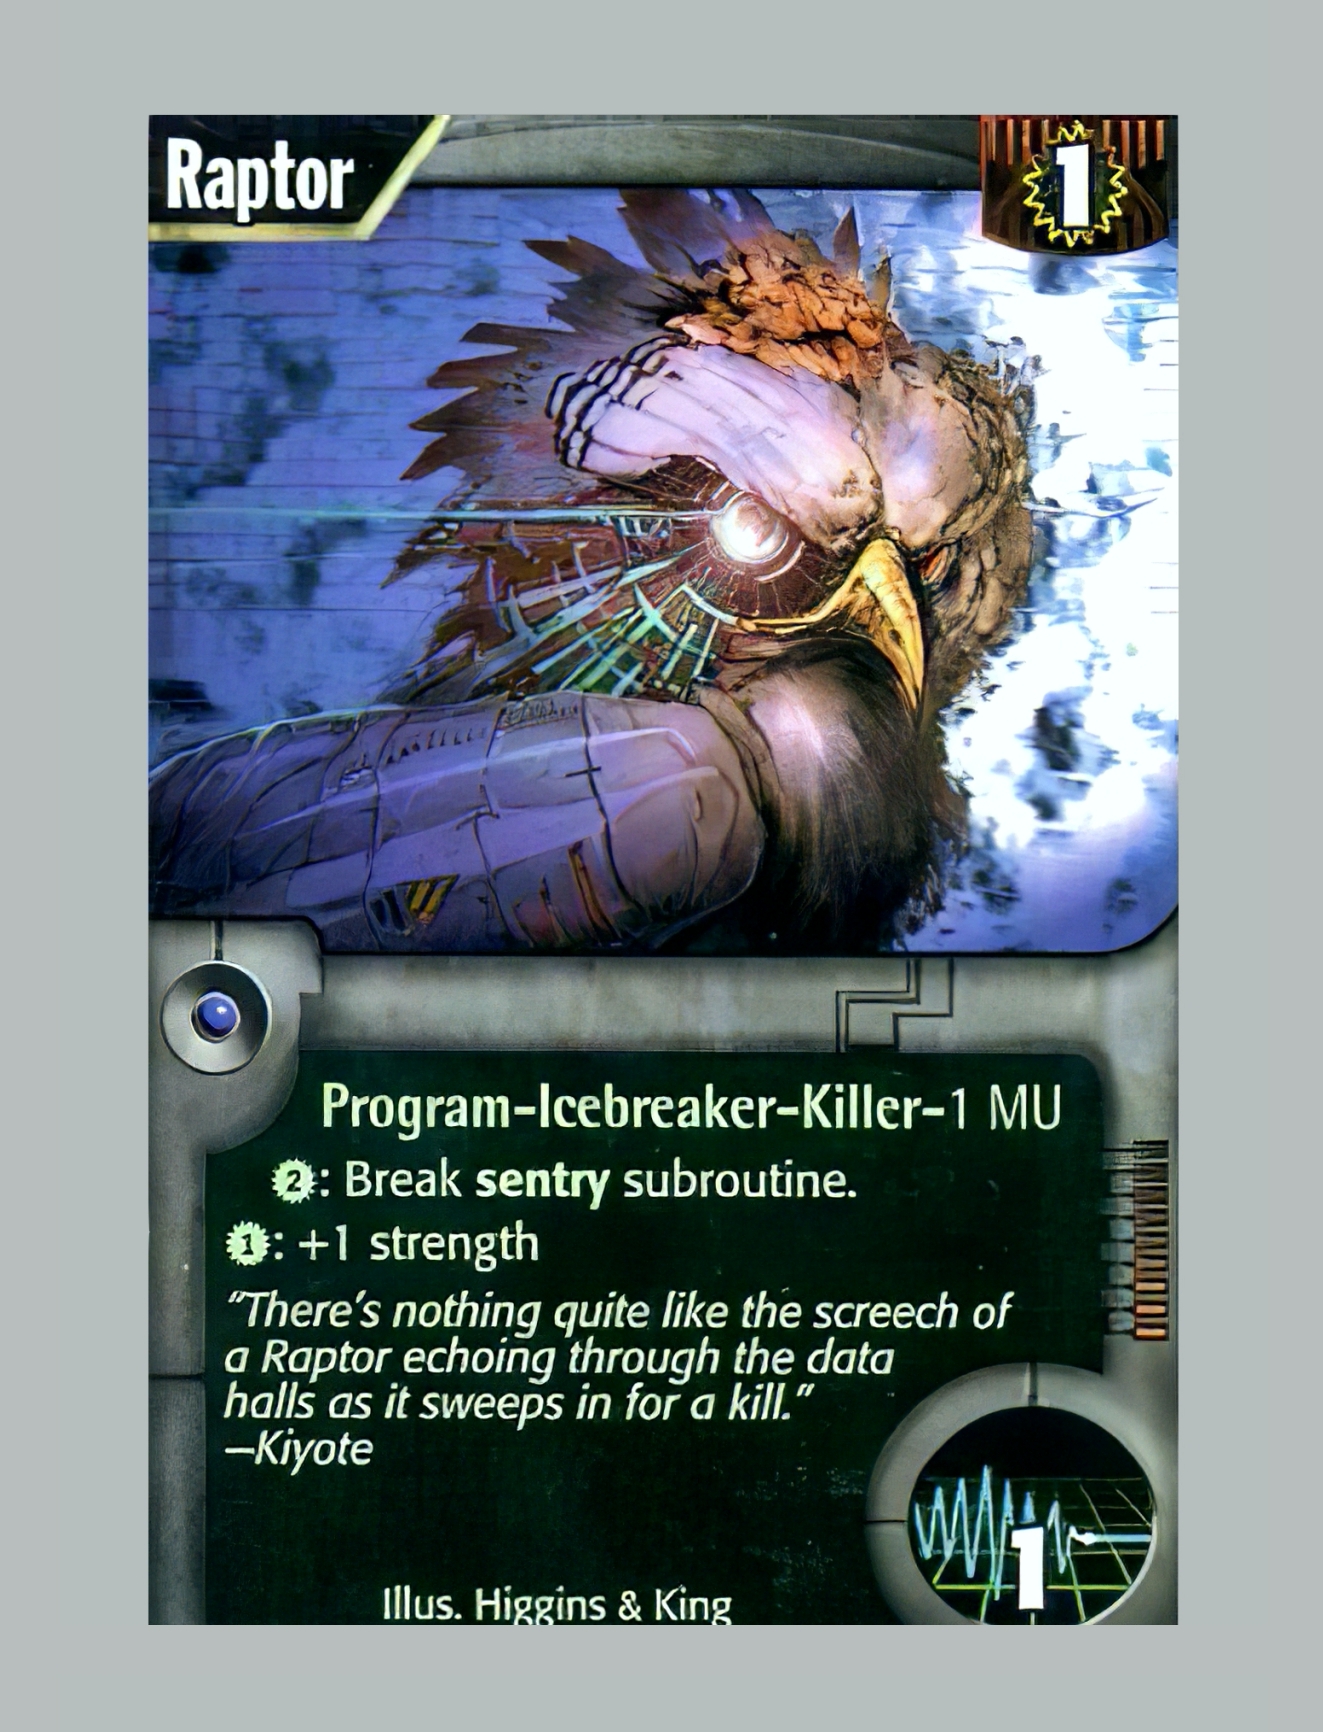 Raptor
1
Program-Icebreaker-Killer-1 MU
2: Break sentry subroutine.
1: +1 strength
"There's nothing quite like the screech of
a Raptor echoing through the data
halls as it sweeps in for a kill."
–Kiyote
1
Illus. Higgins & King